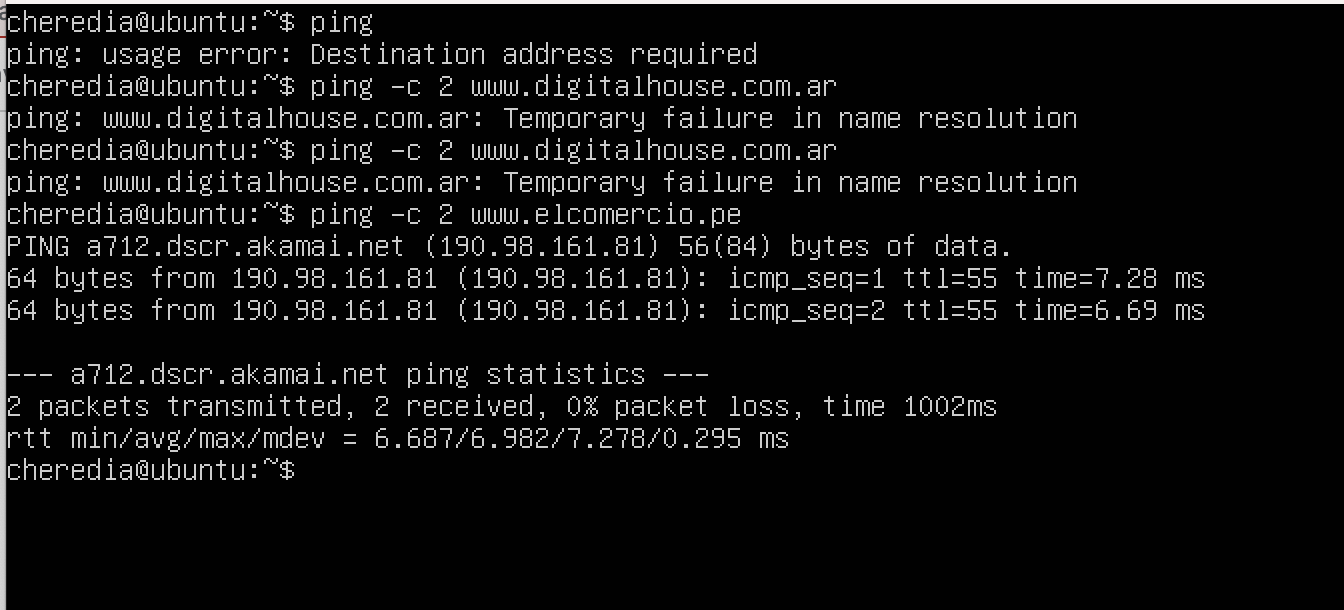 cheredia@ubuntu:~$ ping
ping: usage error: Destination address required
cheredia@ubuntu:~$ ping -c 2 www.digitalhouse.com.ar
ping: www.digitalhouse.com.ar: Temporary failure in name resolution
cheredia@ubuntu:~$ ping -c 2 www.digitalhouse.com.ar
ping: www.digitalhouse.com.ar: Temporary failure in name resolution
cheredia@ubuntu:~$ ping -c 2 www.elcomercio.pe
PING a712.dscr.akamai.net (190.98.161.81) 56(84) bytes of data.
64 bytes from 190.98.161.81 (190.98.161.81): icmp_seq=1 ttl=55 time=7.28 ms
64 bytes from 190.98.161.81 (190.98.161.81): icmp_seq=2 ttl=55 time=6.69 ms
--- a712.dscr.akamai.net ping statistics ---
2 packets transmitted, 2 received, 0% packet loss, time 1002ms
rtt min/avg/max/mdev = 6.687/6.982/7.278/0.295 ms
cheredia@ubuntu:~$